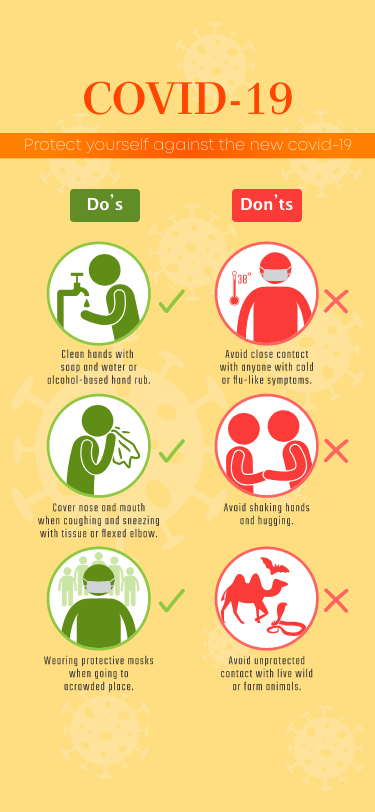 COVID-19
Protect yourself against the new covid-19
Do's
Don'ts
38°
Clean hands with
soap and water or
alcohol-based hand rub.
Avoid close contact
with anyone with cold
or flu-like symptoms.
Cover nose and mouth
when coughing and sneezing
with tissue or flexed elbow.
Avoid shaking hands
and hugging.
Wearing protective masks
when going to
acrowded place.
Avoid unprotected
contact with live wild
or farm animals.